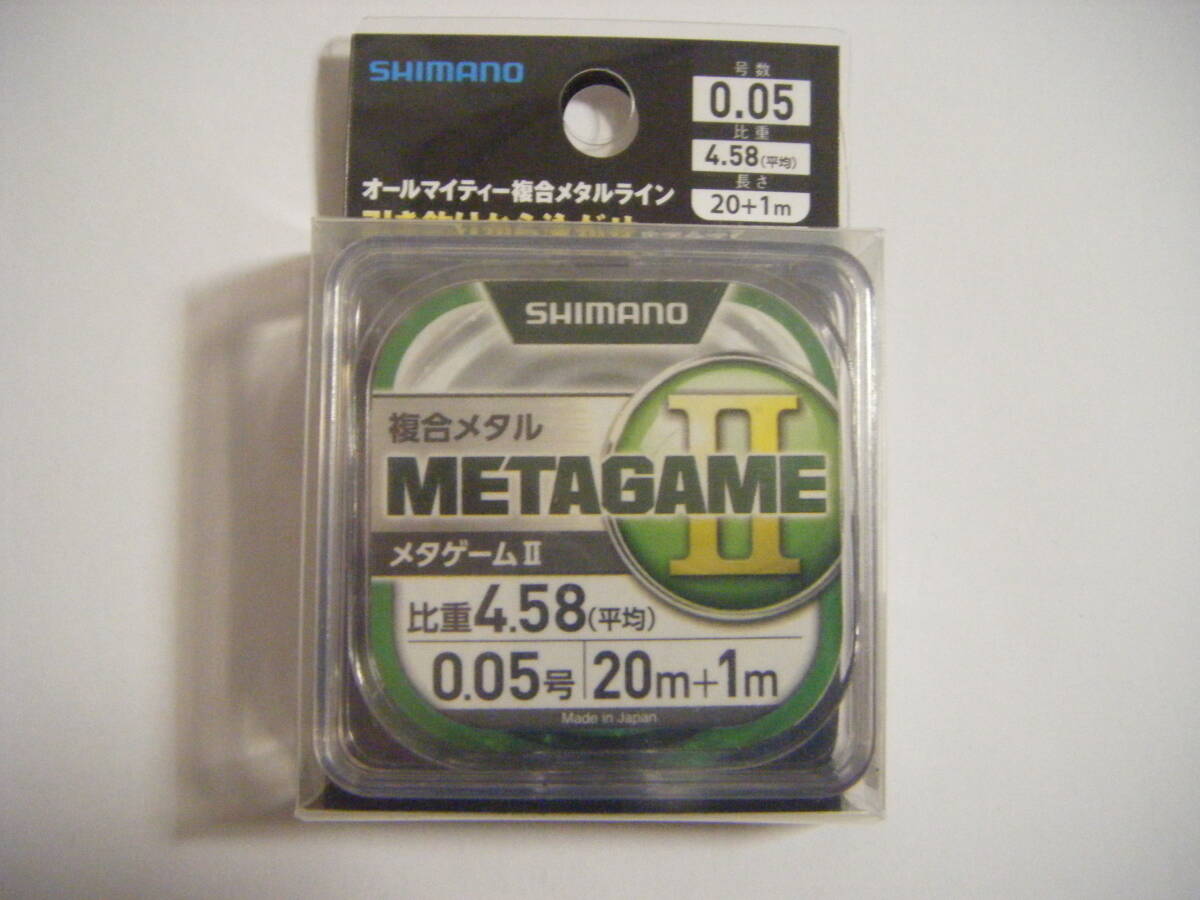 SHIMANO
号数
0.05
比重
4.58(平均)
長さ
20+1m
オールマイティー複合メタルライン
SHIMANO
複合メタル
II
METAGAME
メタゲームII
比重4.58(平均)
0.05号 20m+1m
Made in Japan